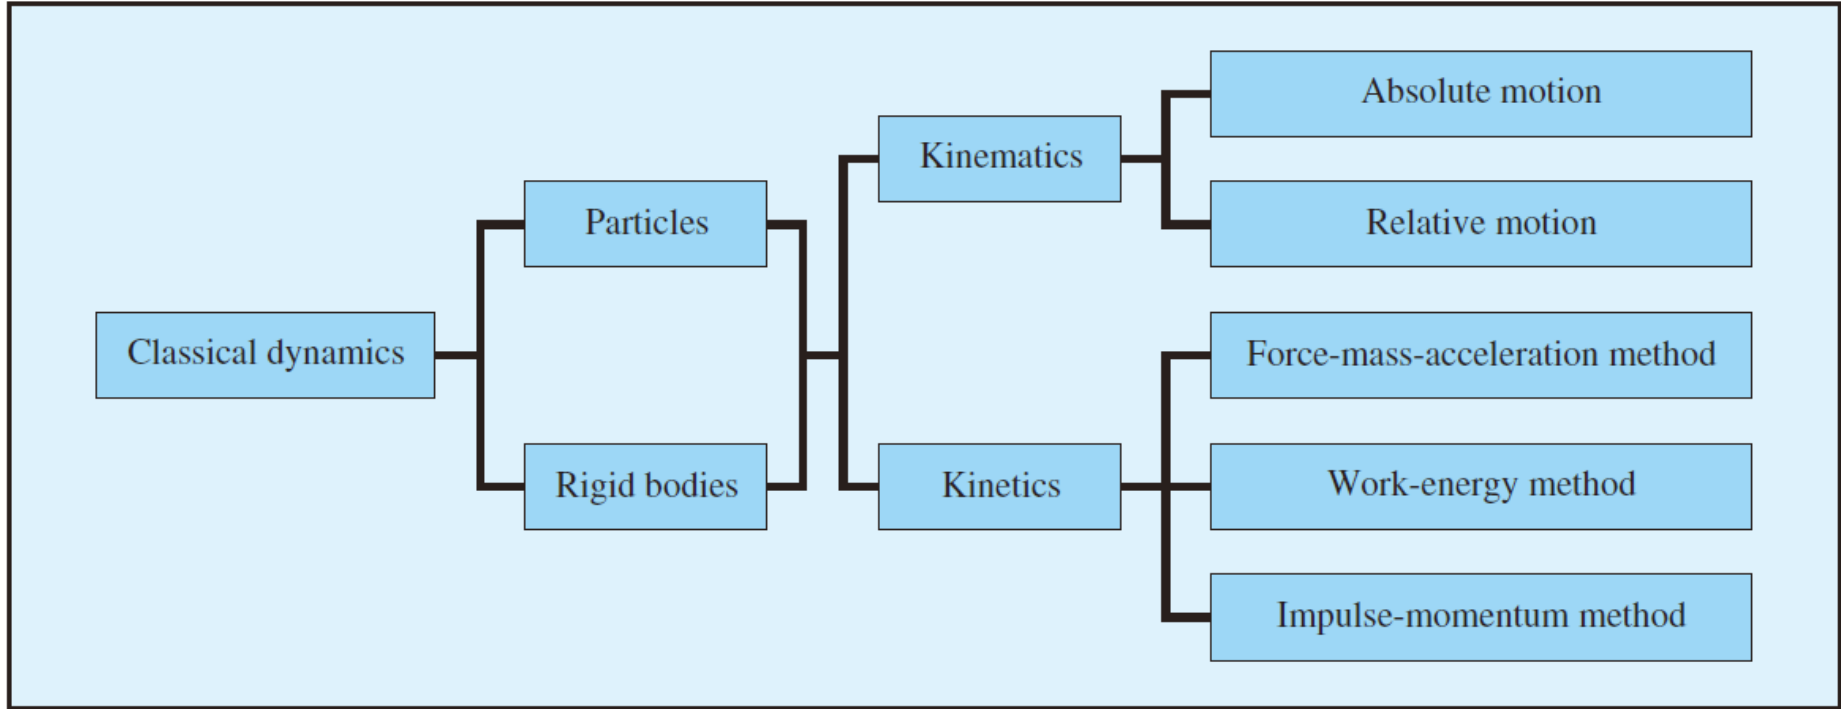 Classical dynamics
Particles
Rigid bodies
Kinematics
Kinetics
Absolute motion
Relative motion
Force-mass-acceleration method
Work-energy method
Impulse-momentum method